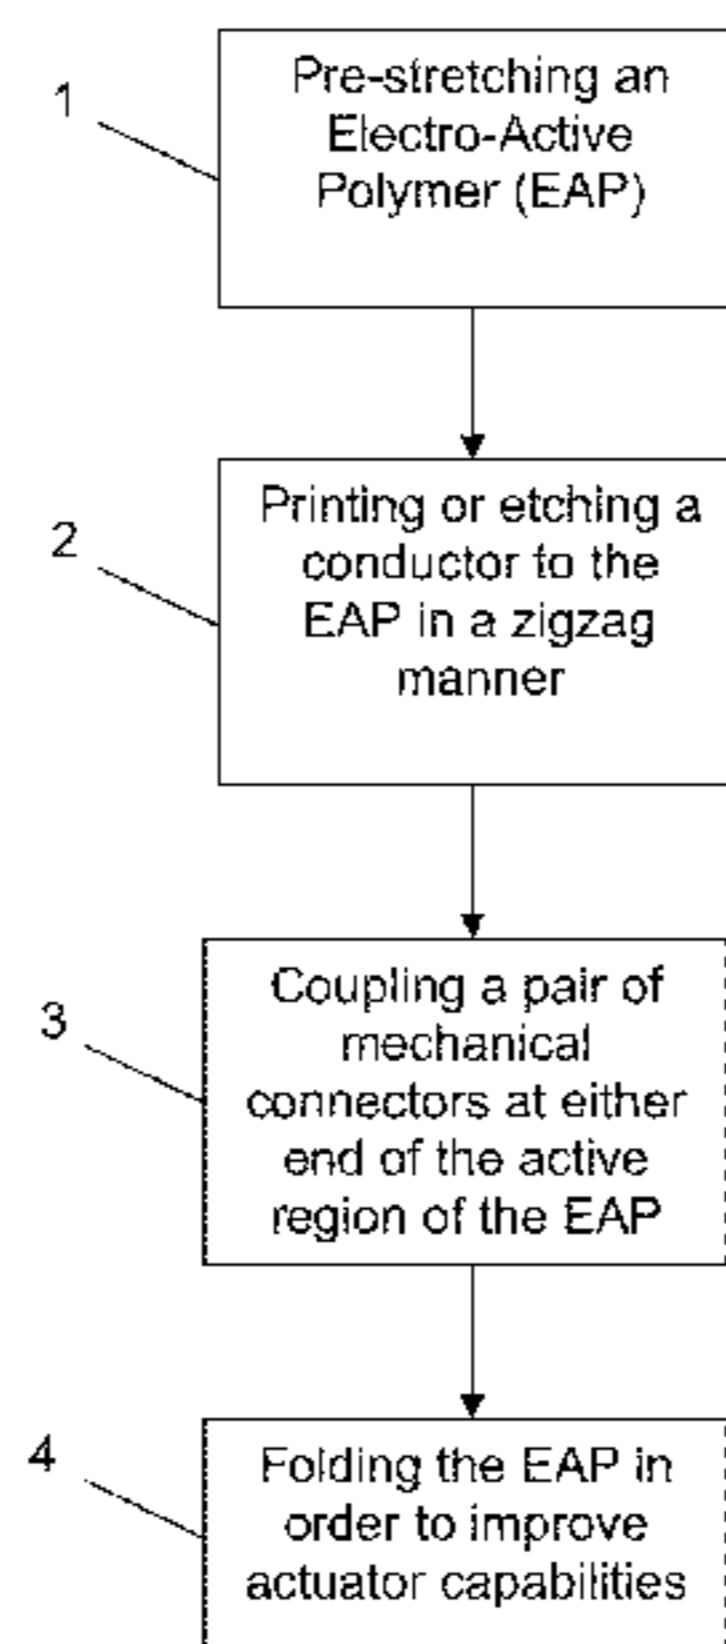 1
Pre-stretching an
Electro-Active
Polymer (EAP)
2
Printing or etching a
conductor to the
EAP in a zigzag
manner
3
Coupling a pair of
mechanical
connectors at either
end of the active
region of the EAP
4
Folding the EAP in
order to improve
actuator capabilities